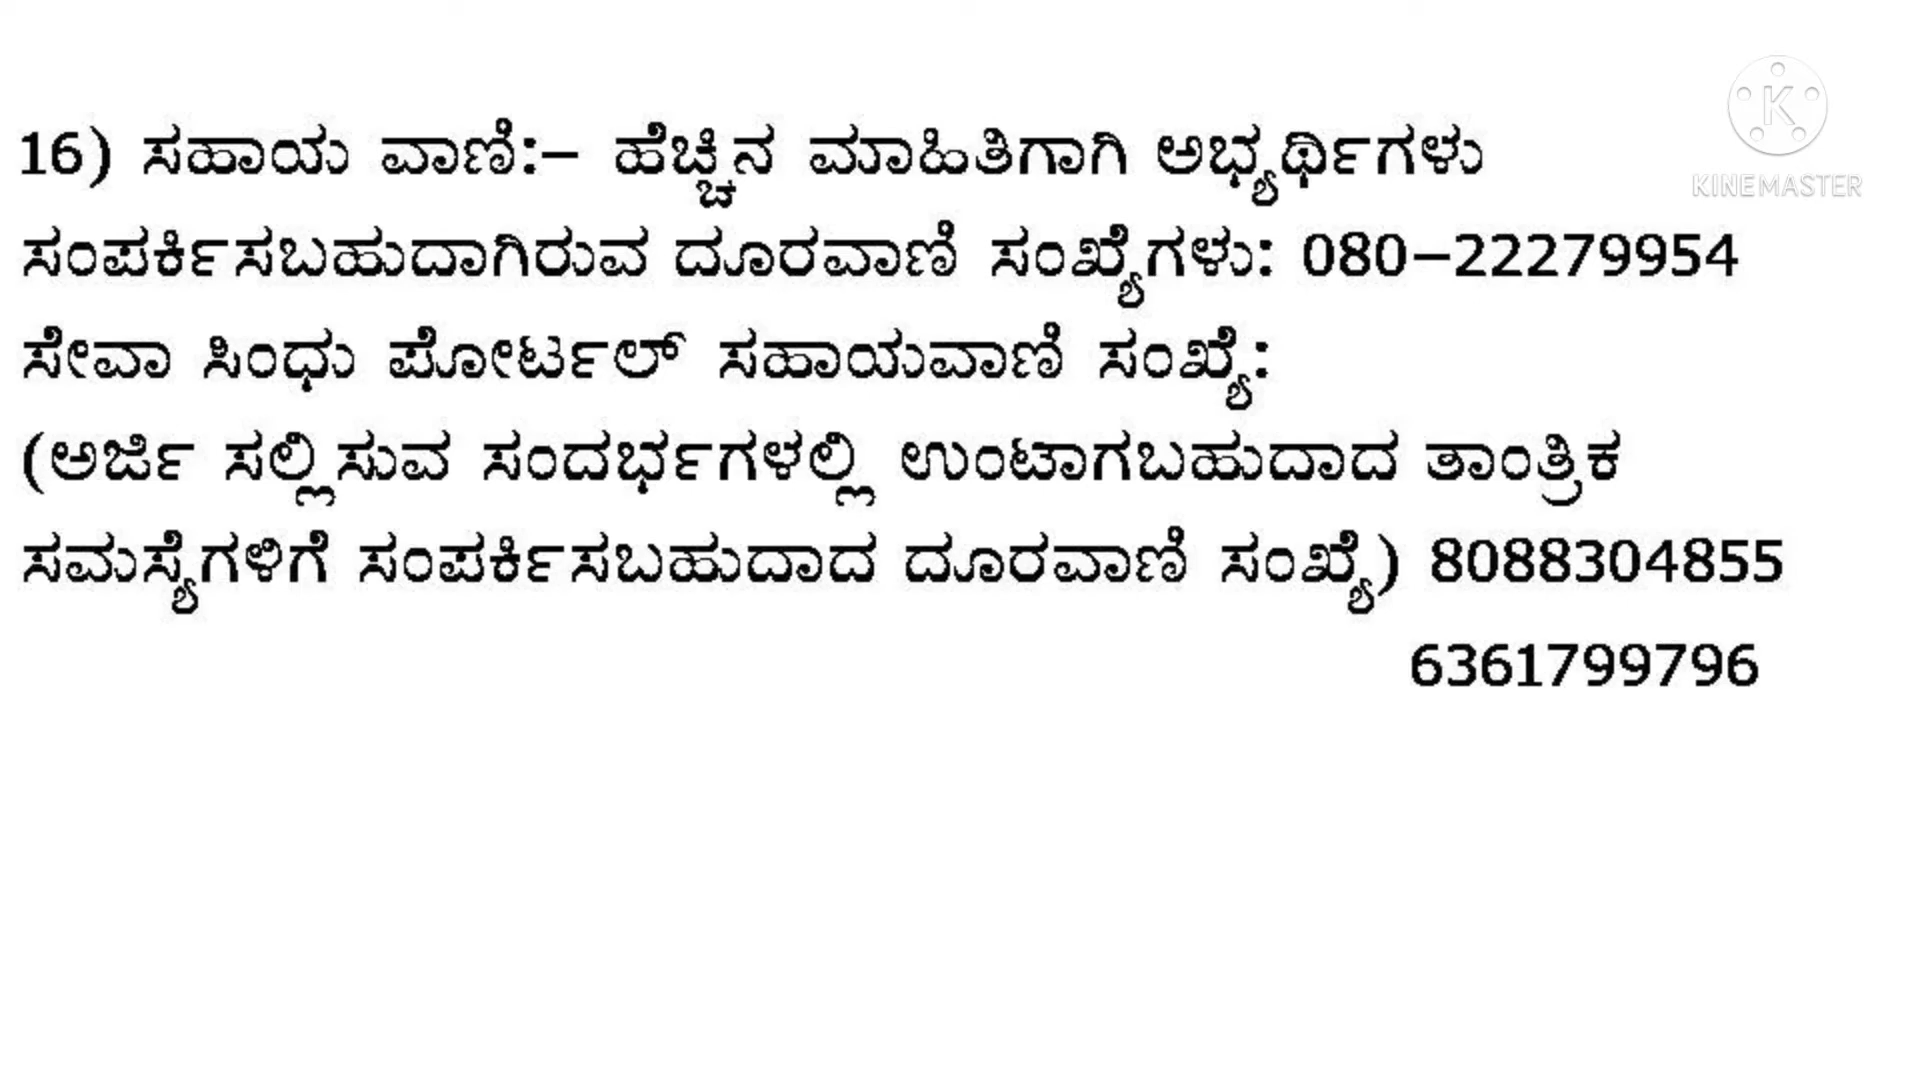 16) ಸಹಾಯ ವಾಣಿ:– ಹೆಚ್ಚಿನ ಮಾಹಿತಿಗಾಗಿ ಅಭ್ಯರ್ಥಿಗಳು
ಸಂಪರ್ಕಿಸಬಹುದಾಗಿರುವ ದೂರವಾಣಿ ಸಂಖ್ಯೆಗಳು: 080–22279954
ಸೇವಾ ಸಿಂಧು ಪೋರ್ಟಲ್ ಸಹಾಯವಾಣಿ ಸಂಖ್ಯೆ:
(ಅರ್ಜಿ ಸಲ್ಲಿಸುವ ಸಂದರ್ಭಗಳಲ್ಲಿ ಉಂಟಾಗಬಹುದಾದ ತಾಂತ್ರಿಕ
ಸಮಸ್ಯೆಗಳಿಗೆ ಸಂಪರ್ಕಿಸಬಹುದಾದ ದೂರವಾಣಿ ಸಂಖ್ಯೆ) 8088304855
6361799796
K
KINEMASTER